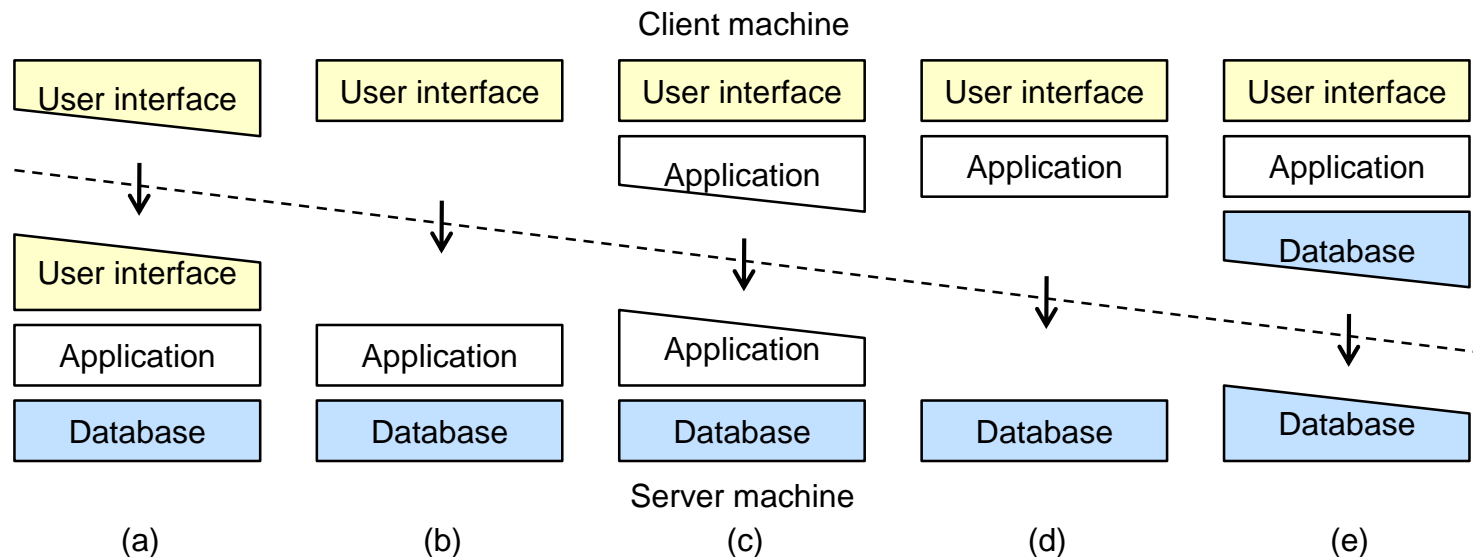 Client machine
User interface User interface User interface User interface User interface
Application Application Application
Database
User interface
Application Application Application
Database Database Database Database Database
Server machine
(a) (b) (c) (d) (e)